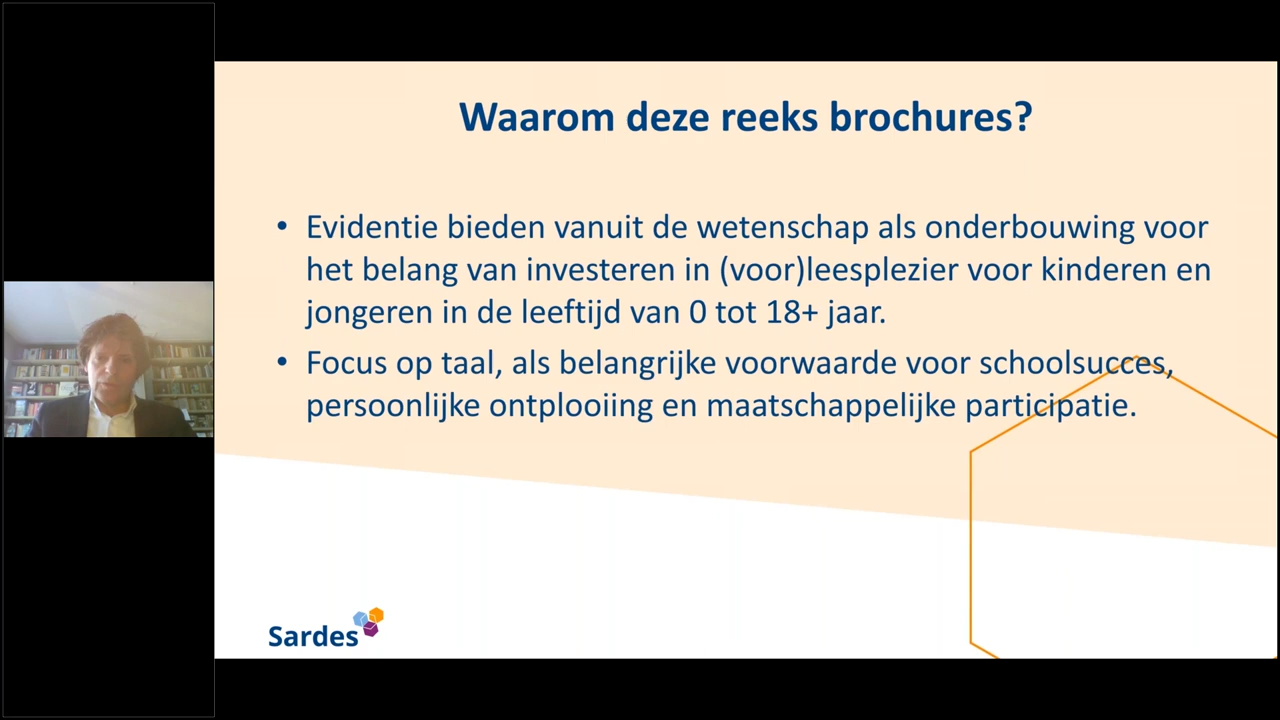 Waarom deze reeks brochures?
• Evidentie bieden vanuit de wetenschap als onderbouwing voor
het belang van investeren in (voor)leesplezier voor kinderen en
jongeren in de leeftijd van 0 tot 18+ jaar.
• Focus op taal, als belangrijke voorwaarde voor schoolsucces,
persoonlijke ontplooiing en maatschappelijke participatie.
Sardes